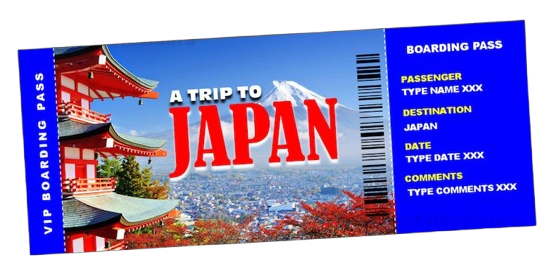 VIP BOARDING PASS
A TRIP TO
JAPAN
BOARDING PASS
PASSENGER
TYPE NAME XXX
DESTINATION
JAPAN
DATE
TYPE DATE XXX
COMMENTS
TYPE COMMENTS XXX